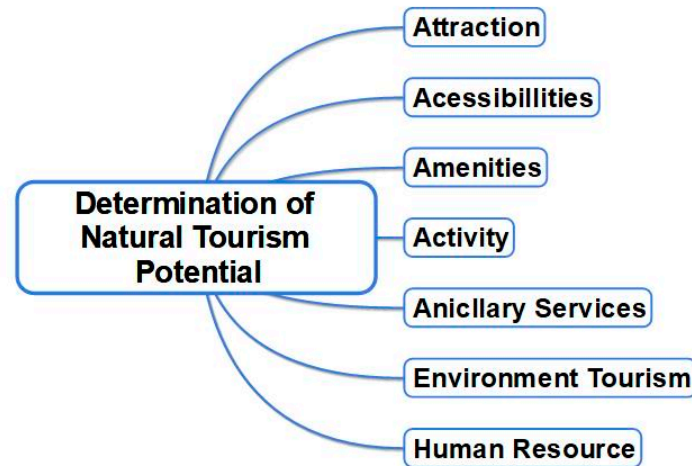 Attraction
Acessibillities
Amenities
Determination of
Natural Tourism
Potential
Activity
Anicllary Services
Environment Tourism
Human Resource